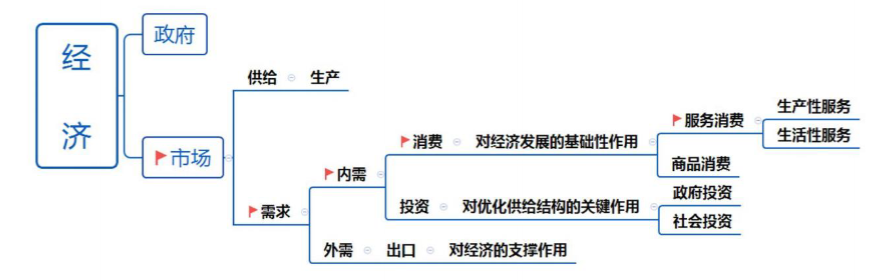 经
济
政府
市场
供给
生产
需求
内需
消费
对经济发展的基础性作用
服务消费
生产性服务
生活性服务
商品消费
投资
对优化供给结构的关键作用
政府投资
社会投资
外需
出口
对经济的支撑作用